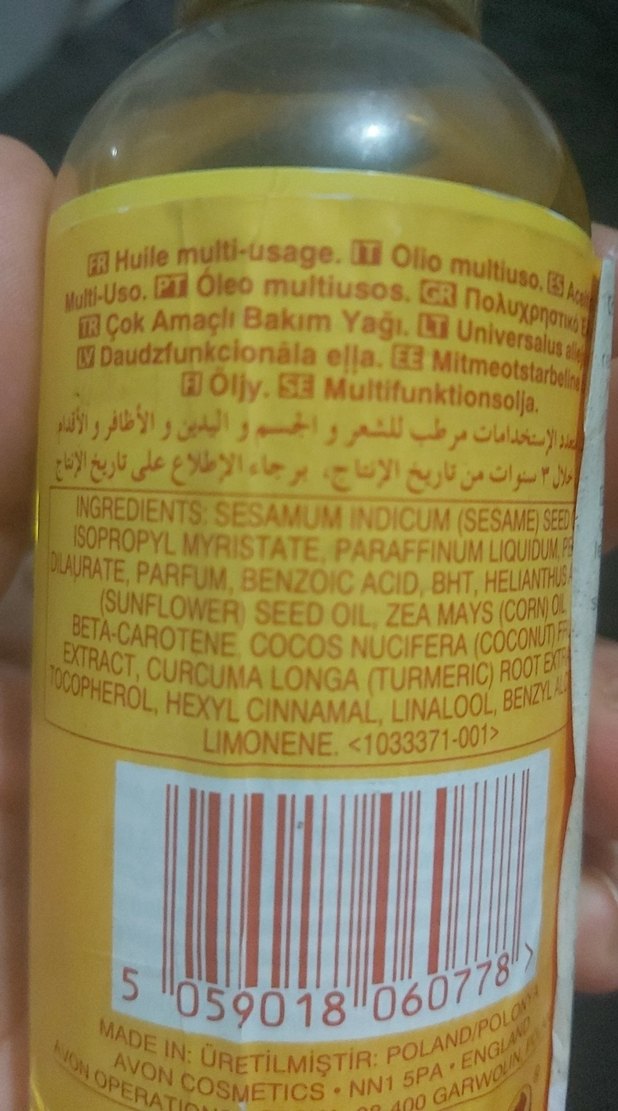 FR Huile multi-usage. IT Olio multiuso. ES
Multi-Uso. PT Óleo multiusos. GR Πολυχρηστικό
TR Çok Amaçlı Bakım Yağı. LT Universalus
LV Daudzfunkcionāla eļļa. EE
FI Öljy. SE Multifunktionsolja.
الإستخدامات مرطب للشعر و الجسم و اليدين و الأظافر و الأقدام
خلال ٣ سنوات من تاريخ الإنتاج، برجاء الإطلاع على تاريخ الإنتاج
INGREDIENTS: SESAMUM INDICUM (SESAME) SEED
ISOPROPYL MYRISTATE, PARAFFINUM LIQUIDUM,
DILAURATE, PARFUM, BENZOIC ACID, BHT, HELIANTHUS
(SUNFLOWER) SEED OIL, ZEA MAYS (CORN) OIL
BETA-CAROTENE, COCOS NUCIFERA (COCONUT)
EXTRACT, CURCUMA LONGA (TURMERIC) ROOT
TOCOPHEROL, HEXYL CINNAMAL, LINALOOL, BENZYL
LIMONENE. <1033371-001>
5 059018 060778 >
MADE IN: ÜRETİLMİŞTİR: POLAND/POLONYA
AVON COSMETICS • NN1 5PA • ENGLAND
AVON 400 GARWOLIN,